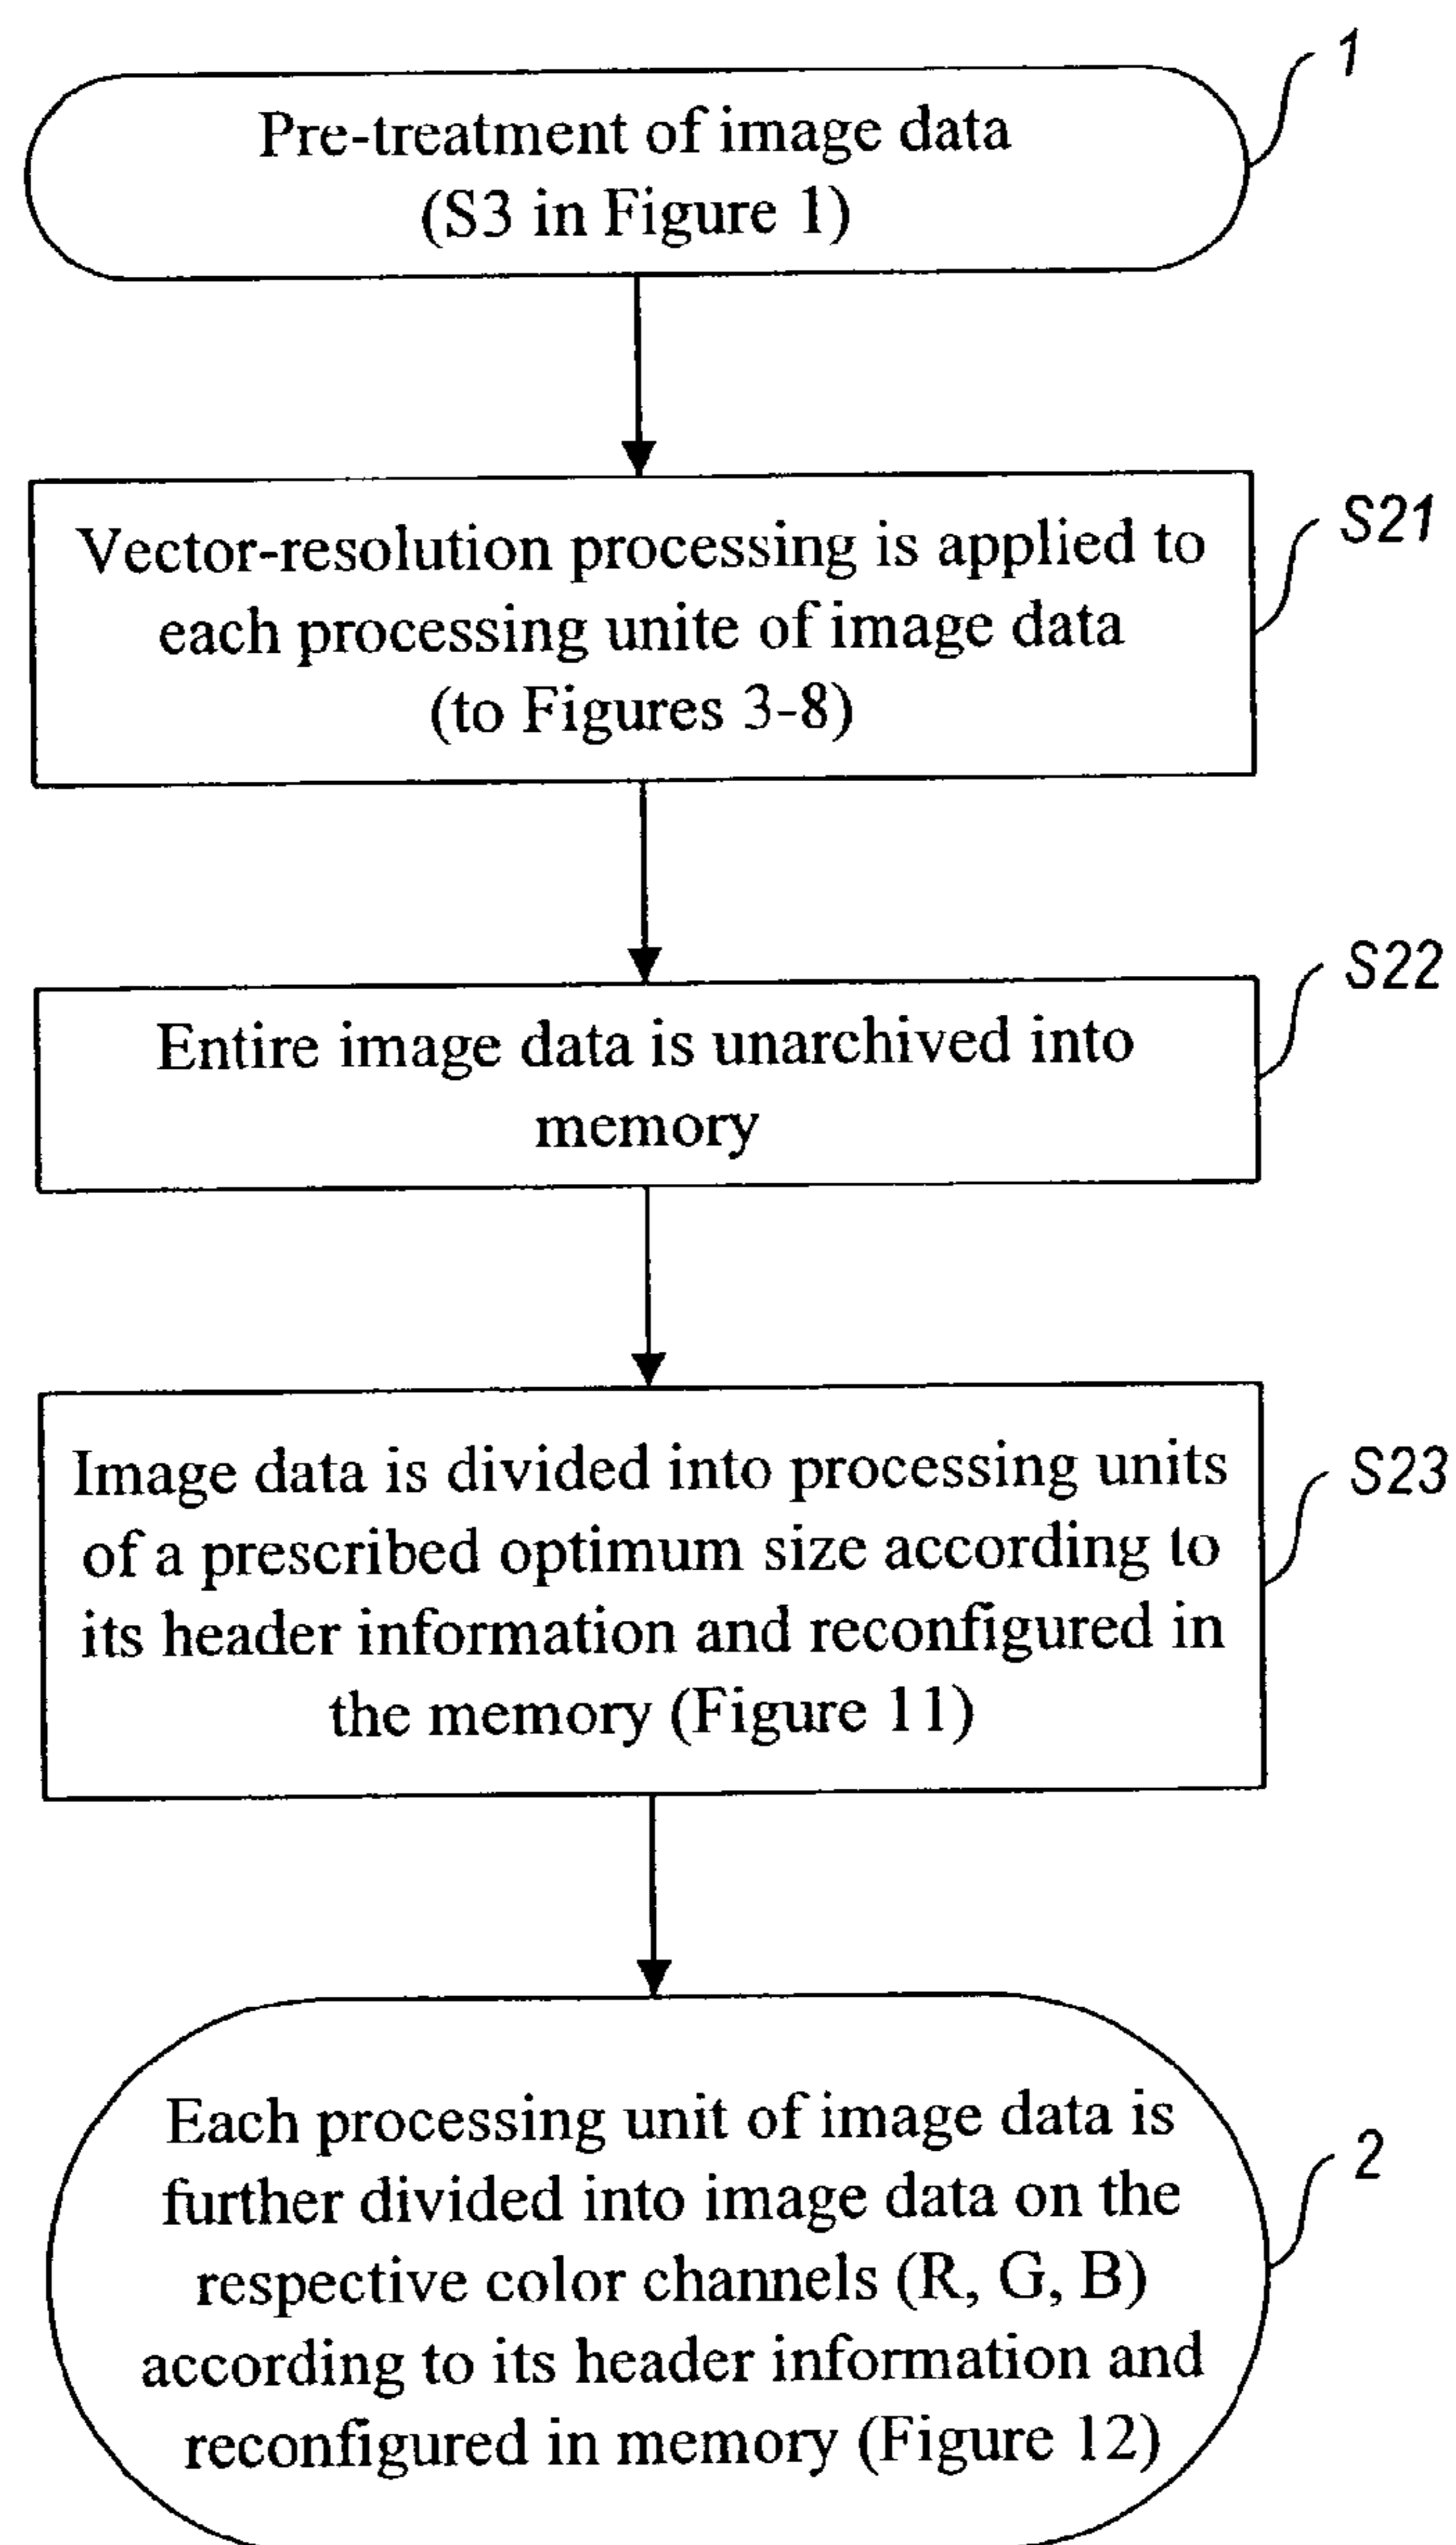 1
Pre-treatment of image data
(S3 in Figure 1)
S21
Vector-resolution processing is applied to
each processing unite of image data
(to Figures 3-8)
S22
Entire image data is unarchived into
memory
S23
Image data is divided into processing units
of a prescribed optimum size according to
its header information and reconfigured in
the memory (Figure 11)
2
Each processing unit of image data is
further divided into image data on the
respective color channels (R, G, B)
according to its header information and
reconfigured in memory (Figure 12)